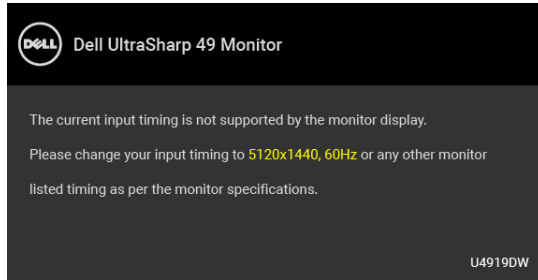 DELL
Dell UltraSharp 49 Monitor
The current input timing is not supported by the monitor display.
Please change your input timing to 5120x1440, 60Hz or any other monitor
listed timing as per the monitor specifications.
U4919DW